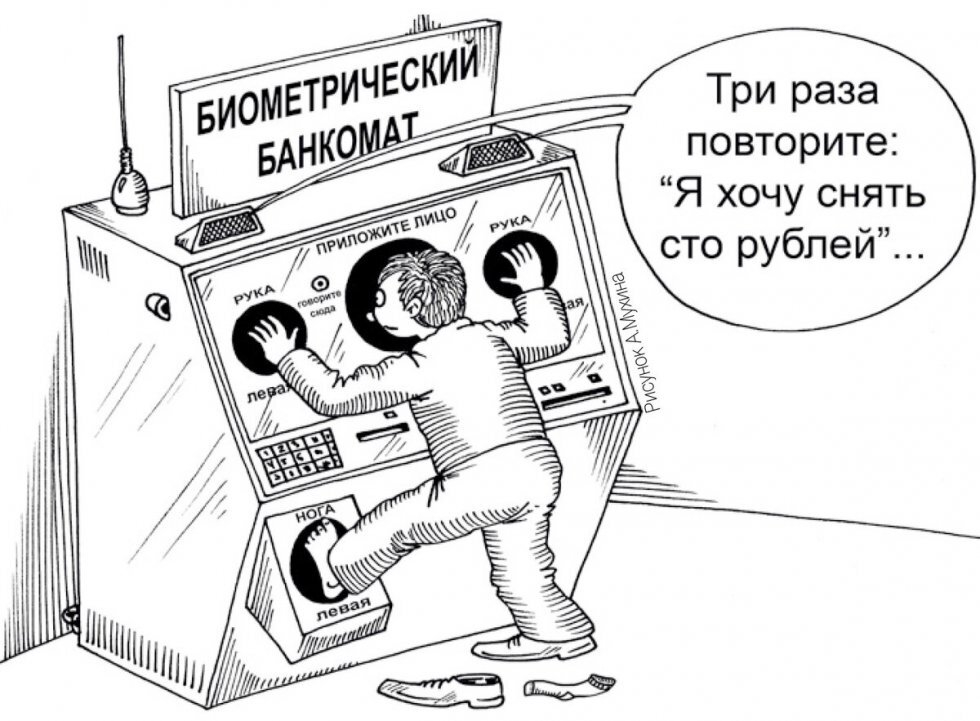 БИОМЕТРИЧЕСКИЙ
БАНКОМАТ
Три раза
повторите:
“Я хочу снять
сто рублей”...
ПРИЛОЖИТЕ ЛИЦО
РУКА
РУКА
говорите
сюда
левая
НОГА
левая
Рисунок А.Мухина